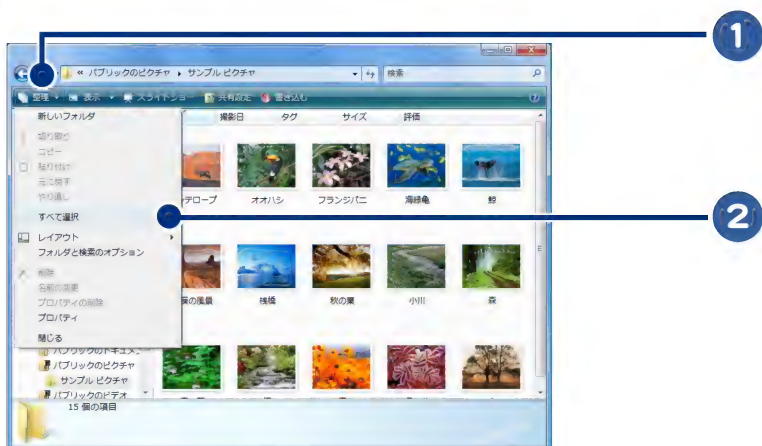 1
« パブリックのピクチャ ▸ サンプル ピクチャ
検索
整理 表示 スライドショー 共有設定 書き込む
新しいフォルダ
撮影日 タグ サイズ 評価
切り取り
コピー
貼り付け
元に戻す
やり直し
すべて選択
2
テロープ オオハシ フランジパニ 海緑亀 鯨
レイアウト
フォルダと検索のオプション
削除
名前の変更
プロパティの削除
プロパティ
の風景 桟橋 秋の葉 小川 森
閉じる
パブリックのドキュメ
パブリックのピクチャ
サンプル ピクチャ
パブリックのビデオ
15 個の項目